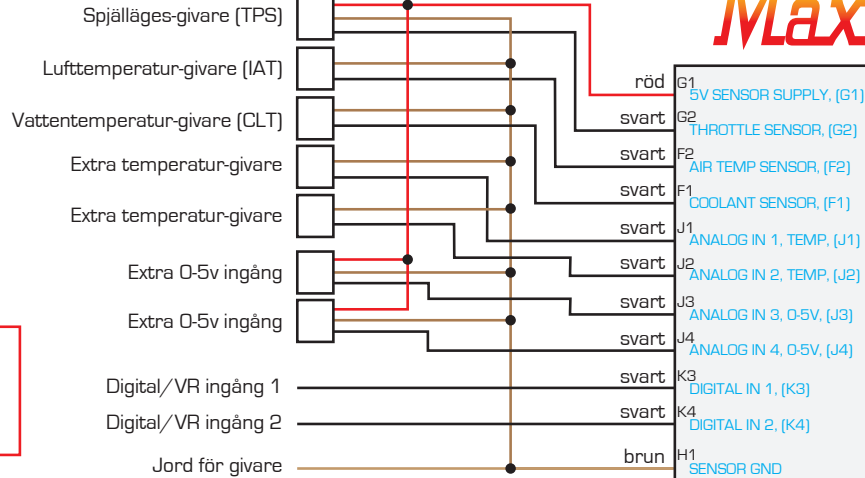 Max
Spjälläges-givare (TPS)
Lufttemperatur-givare (IAT)
Vattentemperatur-givare (CLT)
Extra temperatur-givare
Extra temperatur-givare
Extra 0-5v ingång
Extra 0-5v ingång
Digital/VR ingång 1
Digital/VR ingång 2
Jord för givare
röd G1 5V SENSOR SUPPLY, (G1)
svart G2 THROTTLE SENSOR, (G2)
svart F2 AIR TEMP SENSOR, (F2)
svart F1 COOLANT SENSOR, (F1)
svart J1 ANALOG IN 1, TEMP, (J1)
svart J2 ANALOG IN 2, TEMP, (J2)
svart J3 ANALOG IN 3, 0-5V, (J3)
svart J4 ANALOG IN 4, 0-5V, (J4)
svart K3 DIGITAL IN 1, (K3)
svart K4 DIGITAL IN 2, (K4)
brun H1 SENSOR GND